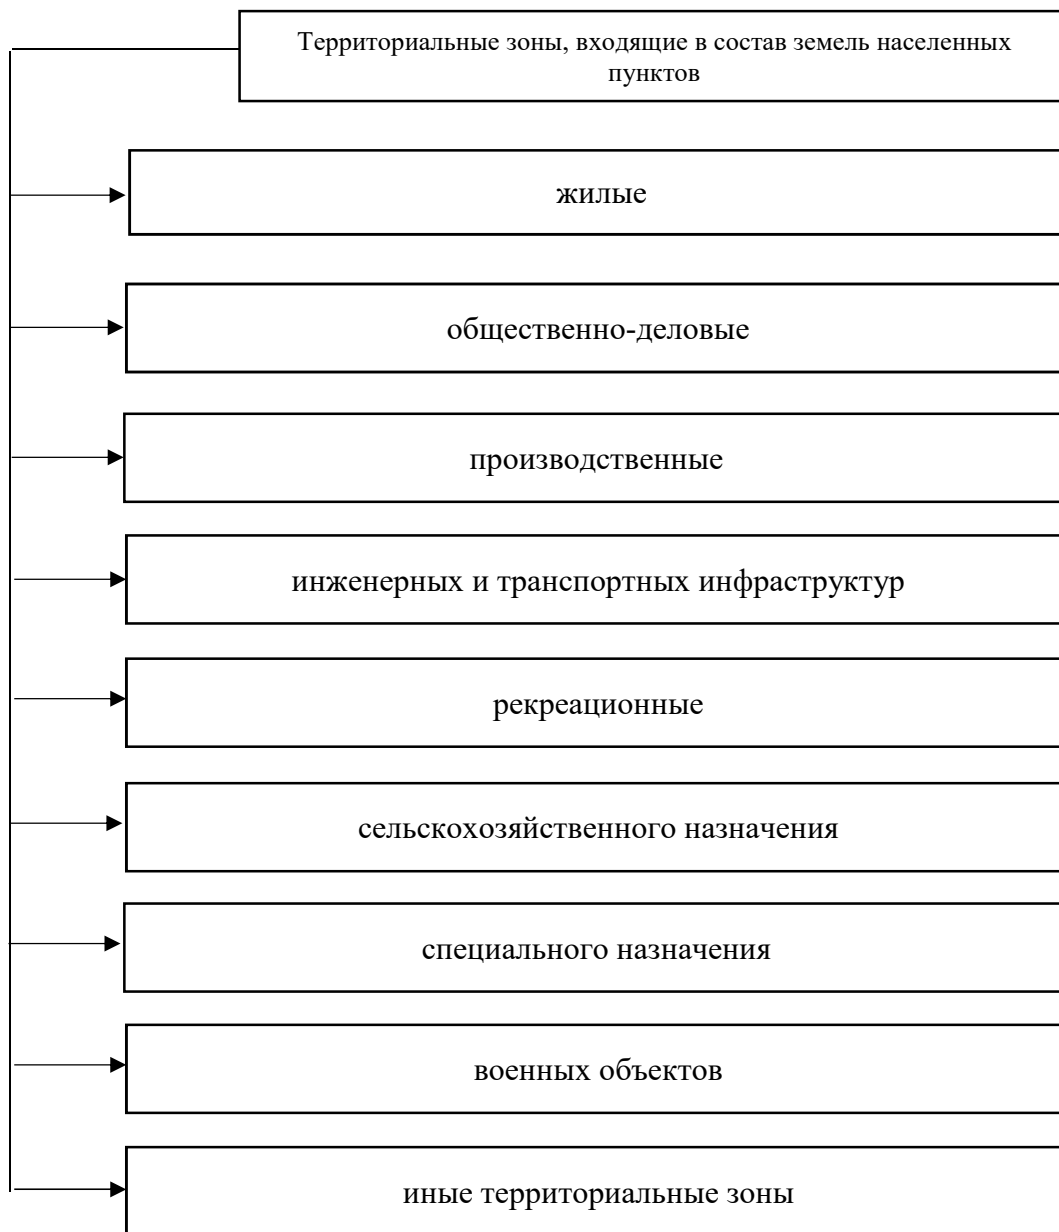 Территориальные зоны, входящие в состав земель населенных
пунктов
жилые
общественно-деловые
производственные
инженерных и транспортных инфраструктур
рекреационные
сельскохозяйственного назначения
специального назначения
военных объектов
иные территориальные зоны